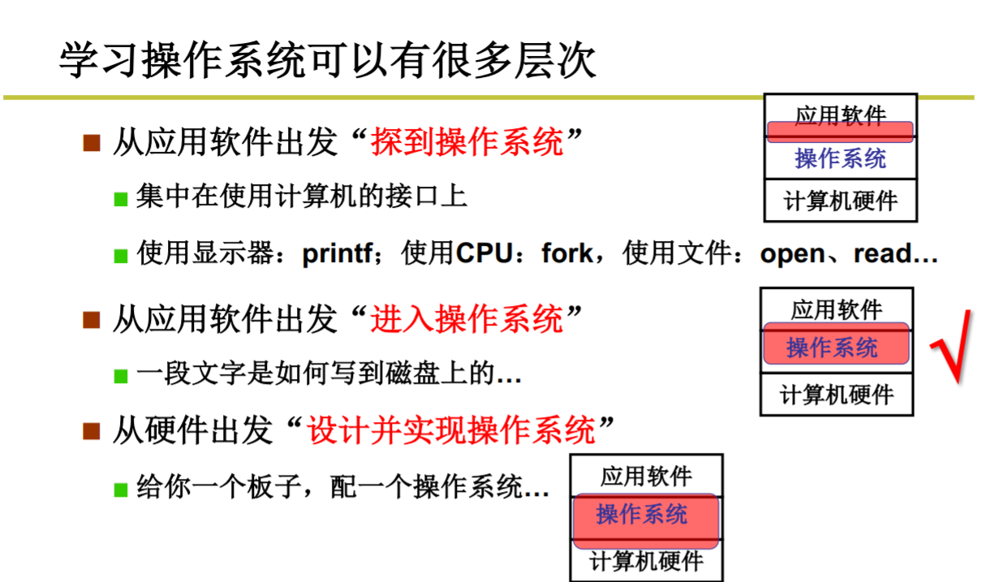 学习操作系统可以有很多层次
从应用软件出发“探到操作系统”
集中在使用计算机的接口上
使用显示器：printf；使用CPU：fork，使用文件：open、read…
应用软件
操作系统
计算机硬件
从应用软件出发“进入操作系统”
一段文字是如何写到磁盘上的…
应用软件
操作系统
计算机硬件
√
从硬件出发“设计并实现操作系统”
给你一个板子，配一个操作系统…
应用软件
操作系统
计算机硬件